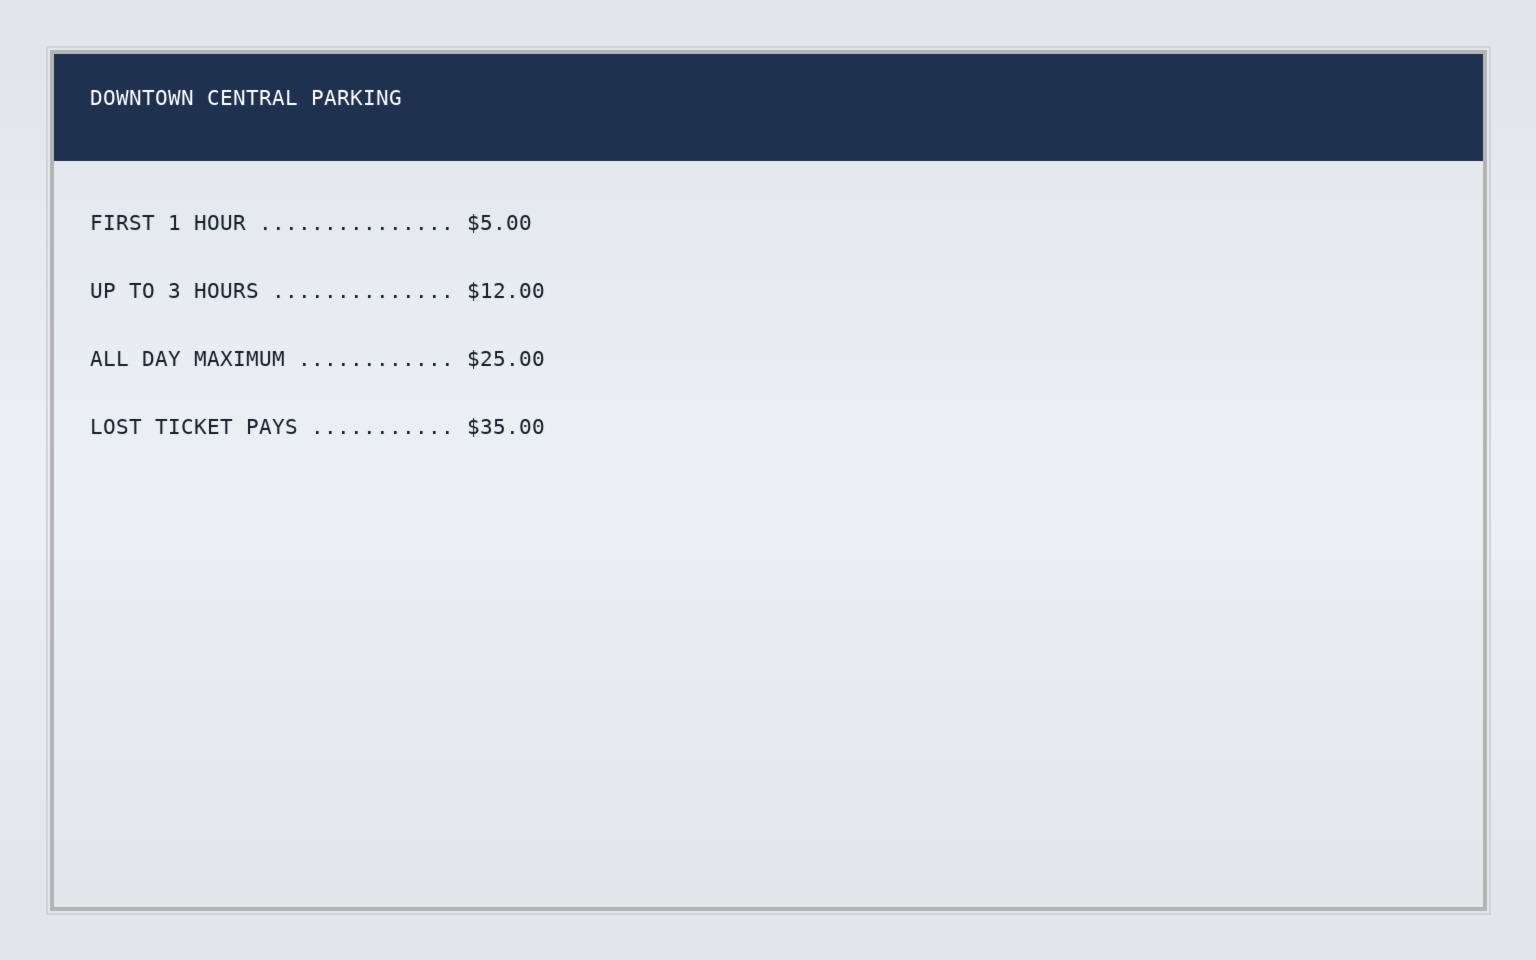 DOWNTOWN CENTRAL PARKING
FIRST 1 HOUR ............... $5.00
UP TO 3 HOURS .............. $12.00
ALL DAY MAXIMUM ............ $25.00
LOST TICKET PAYS ........... $35.00